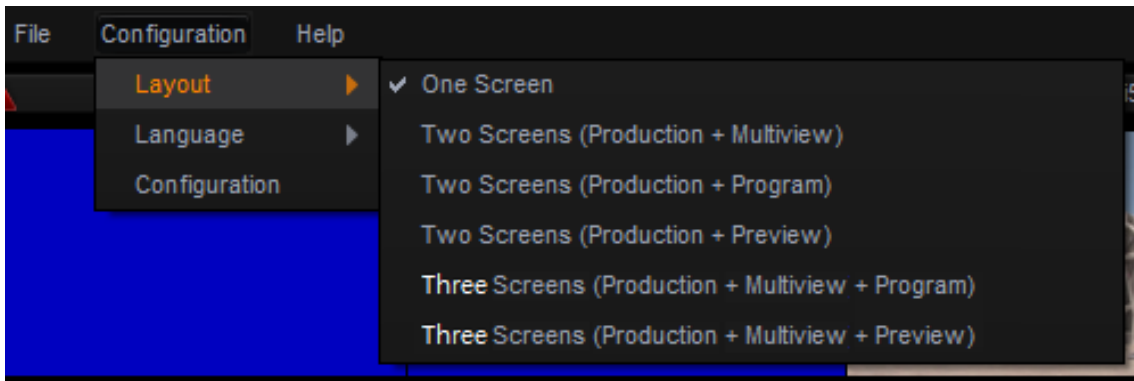 File Configuration Help
Layout
Language
Configuration
One Screen
Two Screens (Production + Multiview)
Two Screens (Production + Program)
Two Screens (Production + Preview)
Three Screens (Production + Multiview + Program)
Three Screens (Production + Multiview + Preview)